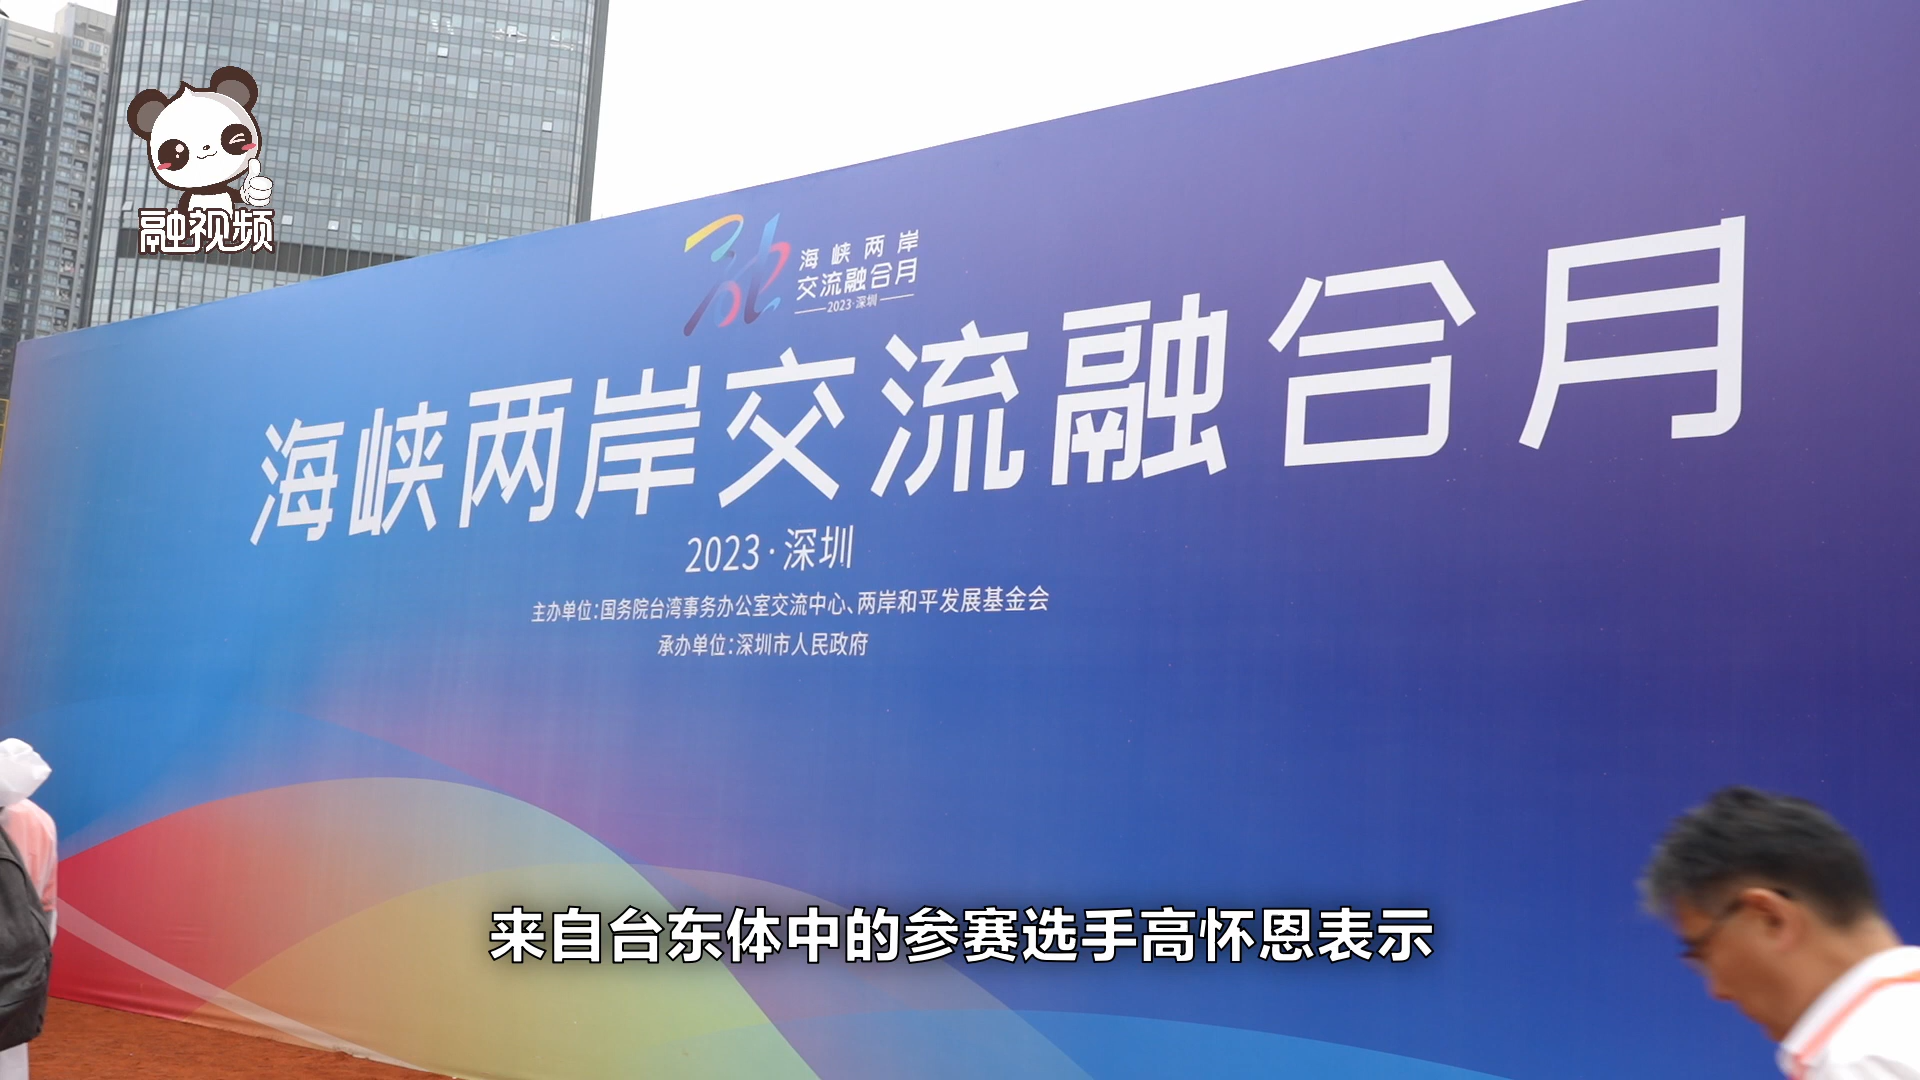 融视频
海峡两岸
交流融合月
2023·深圳
海峡两岸交流融合月
2023·深圳
主办单位:国务院台湾事务办公室交流中心、两岸和平发展基金会
承办单位:深圳市人民政府
来自台东体中的参赛选手高怀恩表示